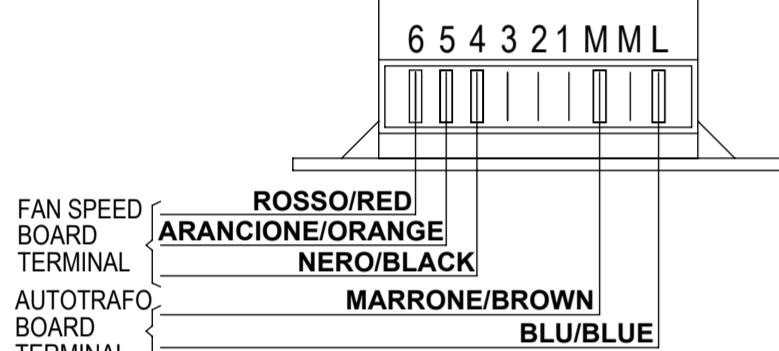 6 5 4 3 2 1 M M L
ROSSO/RED
FAN SPEED
ARANCIONE/ORANGE
BOARD
NERO/BLACK
TERMINAL
AUTOTRAFO
MARRONE/BROWN
BOARD
BLU/BLUE
TERMINAL